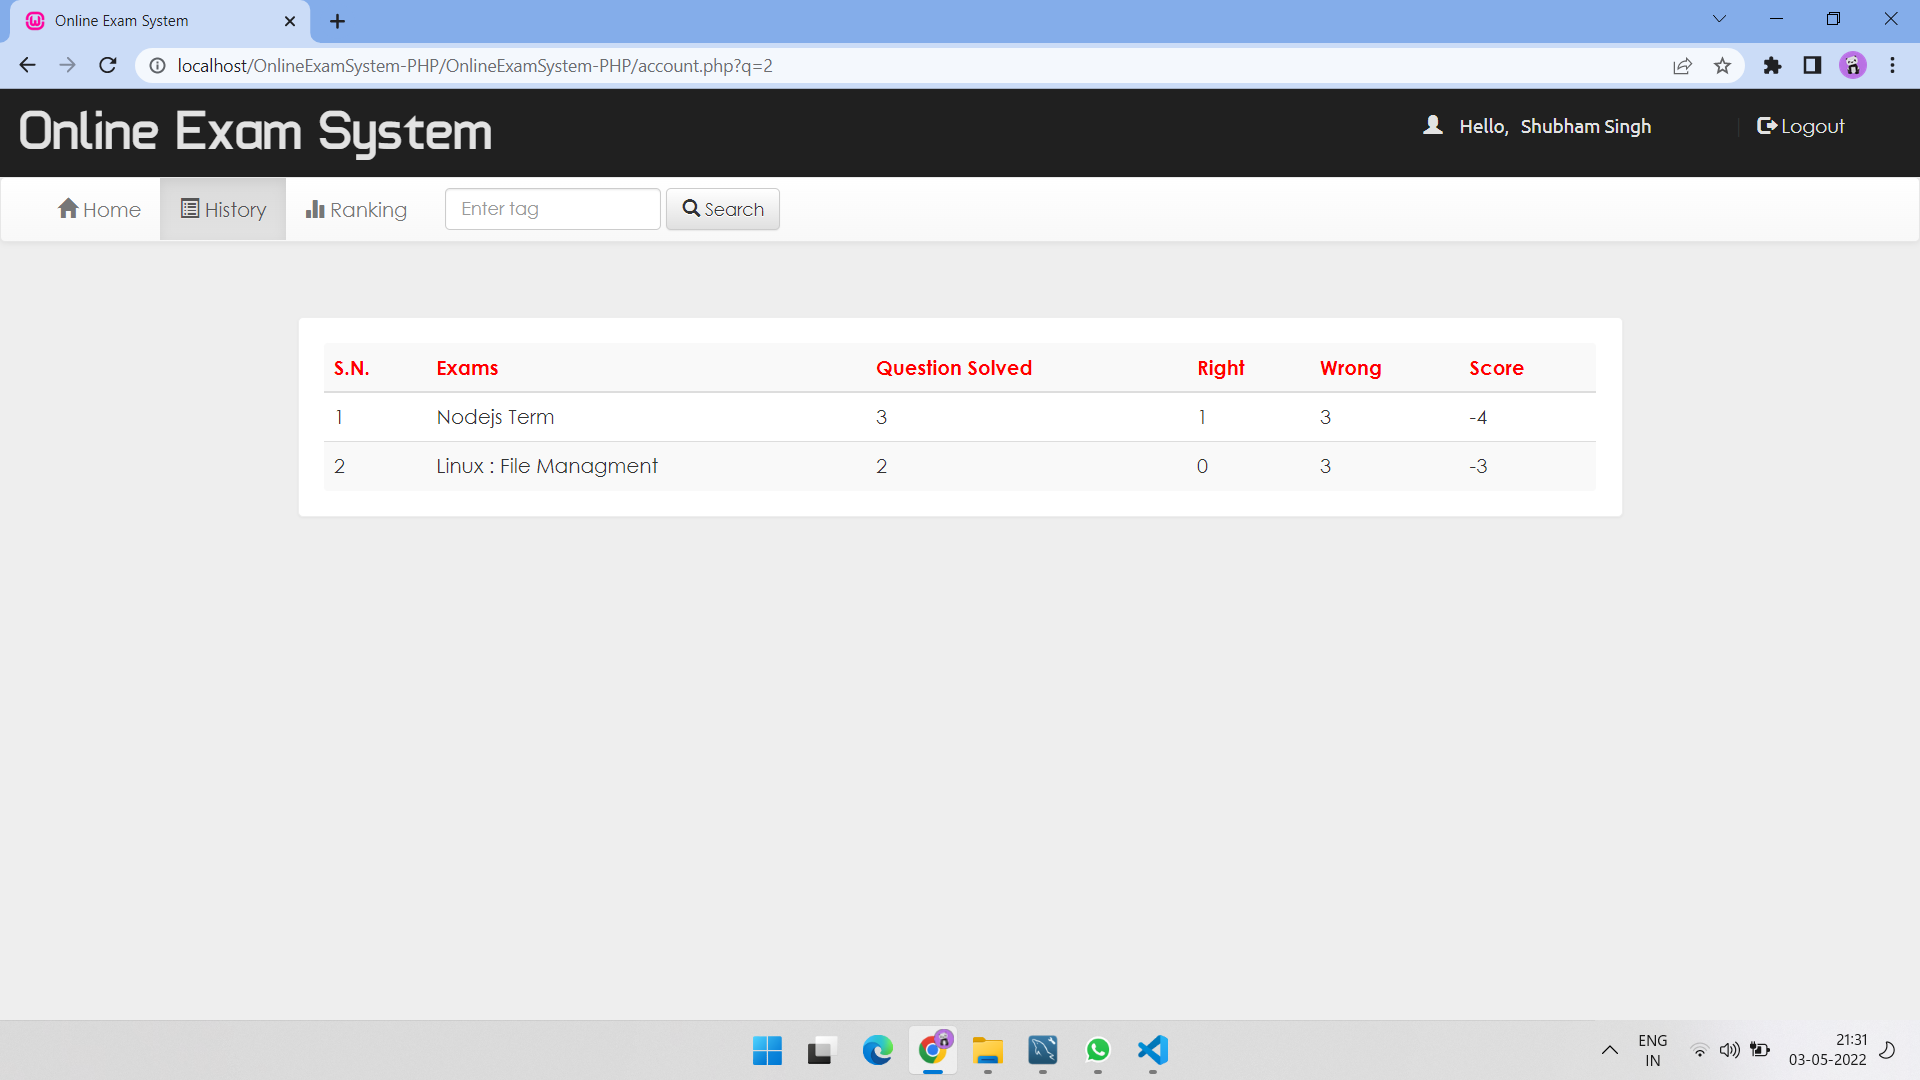 Online Exam System
localhost/OnlineExamSystem-PHP/OnlineExamSystem-PHP/account.php?q=2
Online Exam System
Hello, Shubham Singh
Logout
Home History Ranking Enter tag Search
S.N. Exams Question Solved Right Wrong Score
1 Nodejs Term 3 1 3 -4
2 Linux : File Managment 2 0 3 -3
ENG
IN
21:31
03-05-2022